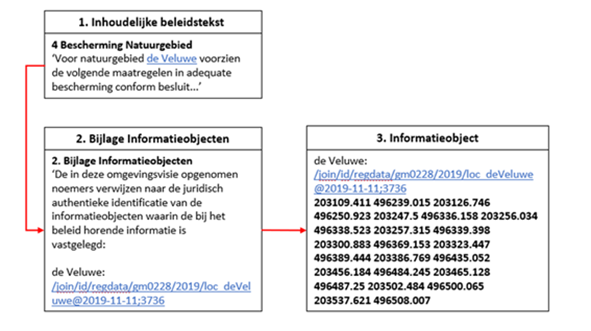 1. Inhoudelijke beleidstekst
4 Bescherming Natuurgebied
'Voor natuurgebied de Veluwe voorzien
de volgende maatregelen in adequate
bescherming conform besluit...'
2. Bijlage Informatieobjecten
2. Bijlage Informatieobjecten
'De in deze omgevingsvisie opgenomen
noemers verwijzen naar de juridisch
authentieke identificatie van de
informatieobjecten waarin de bij het
beleid horende informatie is
vastgelegd:
de Veluwe:
/join/id/regdata/gm0228/2019/loc_deVel
uwe@2019-11-11;3736
3. Informatieobject
de Veluwe:
/join/id/regdata/gm0228/2019/loc_deVeluwe
@2019-11-11;3736
203109.411 496239.015 203126.746
496250.923 203247.5 496336.158 203256.034
496338.523 203257.315 496339.398
203300.883 496369.153 203323.447
496389.444 203386.769 496435.052
203456.184 496484.245 203465.128
496487.25 203502.484 496500.065
203537.621 496508.007